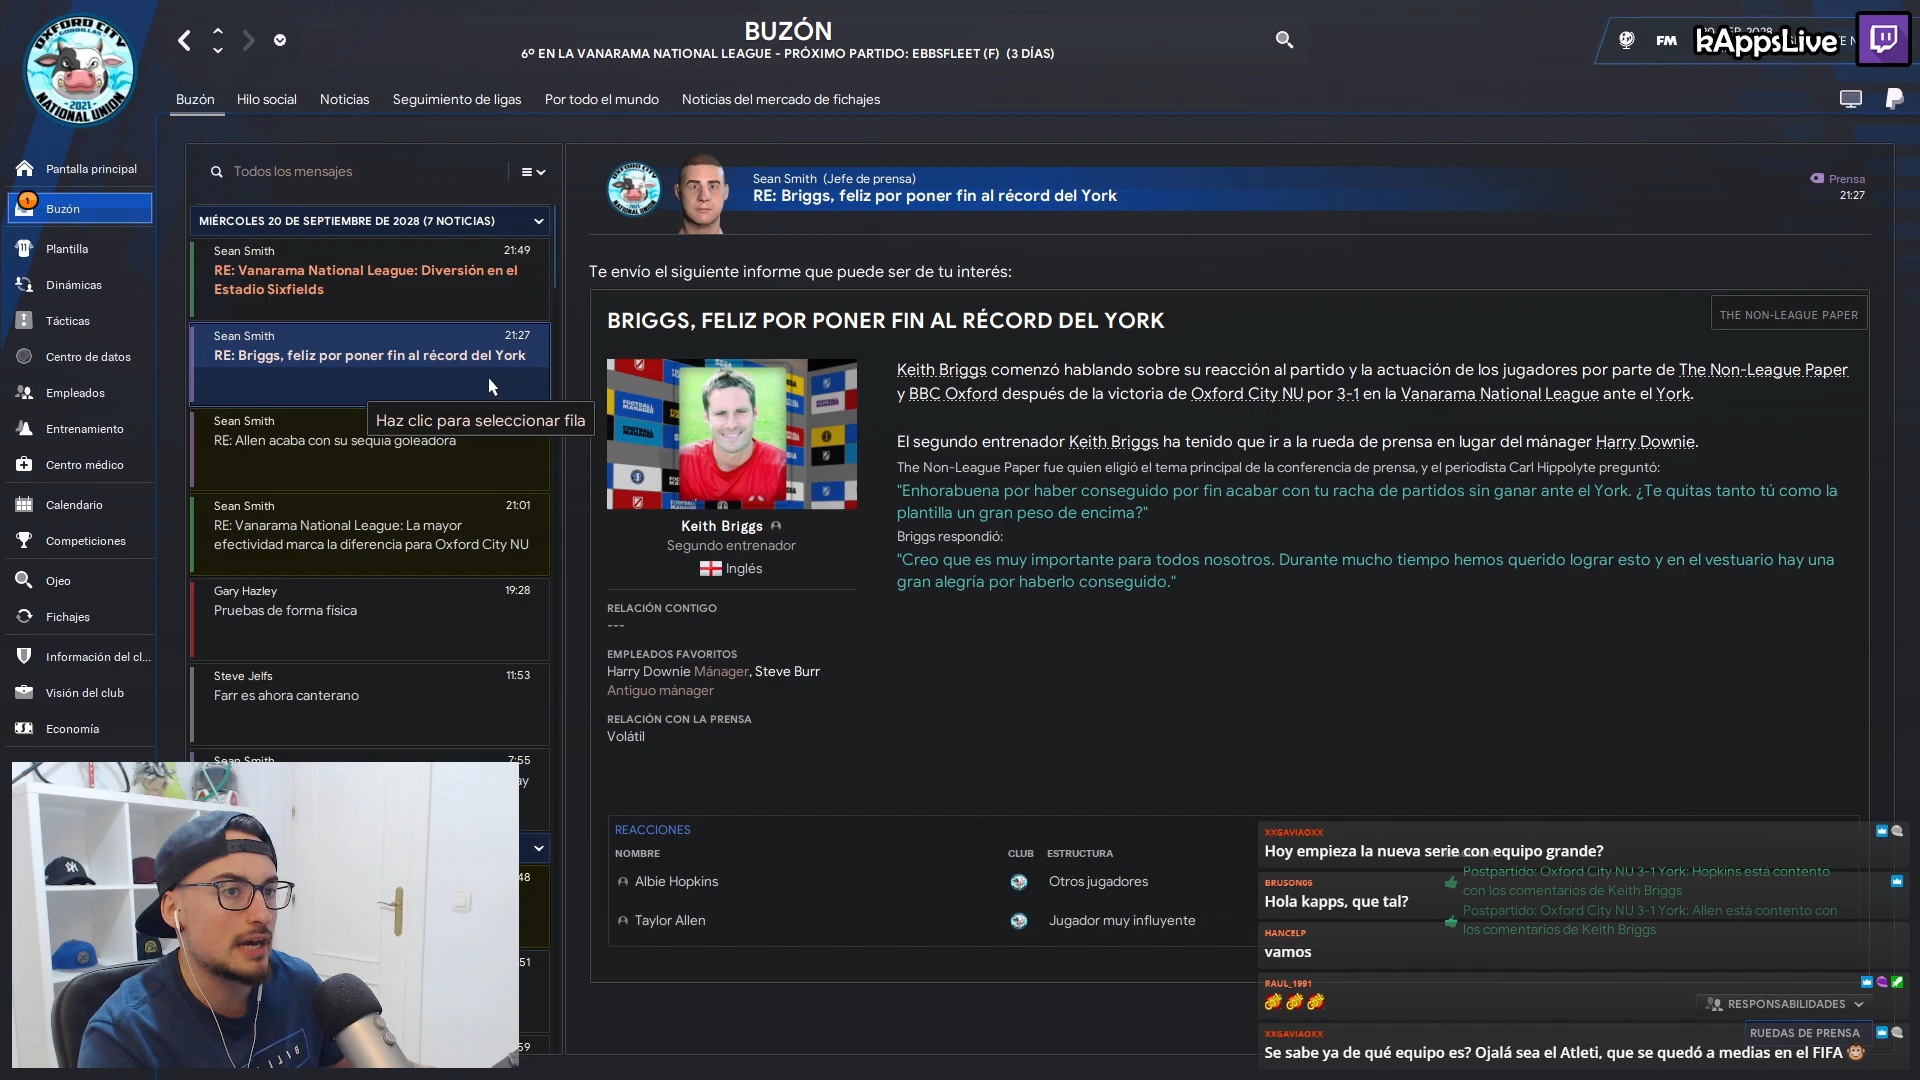 OXFORD CITY
GORRILLAS
- 2021 -
NATIONAL UNION
BUZÓN
6º EN LA VANARAMA NATIONAL LEAGUE - PRÓXIMO PARTIDO: EBBSFLEET (F) (3 DÍAS)
FM
kAppsLive
Buzón
Hilo social
Noticias
Seguimiento de ligas
Por todo el mundo
Noticias del mercado de fichajes
Pantalla principal
1
Buzón
Plantilla
Dinámicas
Tácticas
Centro de datos
Empleados
Entrenamiento
Centro médico
Calendario
Competiciones
Ojeo
Fichajes
Información del cl...
Visión del club
Economía
Todos los mensajes
MIÉRCOLES 20 DE SEPTIEMBRE DE 2028 (7 NOTICIAS)
Sean Smith 21:49
RE: Vanarama National League: Diversión en el
Estadio Sixfields
Sean Smith 21:27
RE: Briggs, feliz por poner fin al récord del York
Haz clic para seleccionar fila
Sean Smith
RE: Allen acaba con su sequía goleadora
Sean Smith 21:01
RE: Vanarama National League: La mayor
efectividad marca la diferencia para Oxford City NU
Gary Hazley 19:28
Pruebas de forma física
Steve Jelfs 11:53
Farr es ahora canterano
Sean Smith 7:55
ay
48
51
59
Sean Smith (Jefe de prensa)
RE: Briggs, feliz por poner fin al récord del York
Prensa
21:27
Te envío el siguiente informe que puede ser de tu interés:
BRIGGS, FELIZ POR PONER FIN AL RÉCORD DEL YORK
THE NON-LEAGUE PAPER
Keith Briggs
Segundo entrenador
Inglés
RELACIÓN CONTIGO
---
EMPLEADOS FAVORITOS
Harry Downie Mánager, Steve Burr
Antiguo mánager
RELACIÓN CON LA PRENSA
Volátil
Keith Briggs comenzó hablando sobre su reacción al partido y la actuación de los jugadores por parte de The Non-League Paper
y BBC Oxford después de la victoria de Oxford City NU por 3-1 en la Vanarama National League ante el York.
El segundo entrenador Keith Briggs ha tenido que ir a la rueda de prensa en lugar del mánager Harry Downie.
The Non-League Paper fue quien eligió el tema principal de la conferencia de prensa, y el periodista Carl Hippolyte preguntó:
"Enhorabuena por haber conseguido por fin acabar con tu racha de partidos sin ganar ante el York. ¿Te quitas tanto tú como la
plantilla un gran peso de encima?"
Briggs respondió:
"Creo que es muy importante para todos nosotros. Durante mucho tiempo hemos querido lograr esto y en el vestuario hay una
gran alegría por haberlo conseguido."
REACCIONES
NOMBRE CLUB ESTRUCTURA
Albie Hopkins Otros jugadores
Taylor Allen Jugador muy influyente
Postpartido: Oxford City NU 3-1 York: Hopkins está contento
con los comentarios de Keith Briggs
Postpartido: Oxford City NU 3-1 York: Allen está contento con
los comentarios de Keith Briggs
XXGAVIAOXX
Hoy empieza la nueva serie con equipo grande?
BRUSON06
Hola kapps, que tal?
HANCELP
vamos
RAUL_1991
RESPONSABILIDADES
RUEDAS DE PRENSA
XXGAVIAOXX
Se sabe ya de qué equipo es? Ojalá sea el Atleti, que se quedó a medias en el FIFA